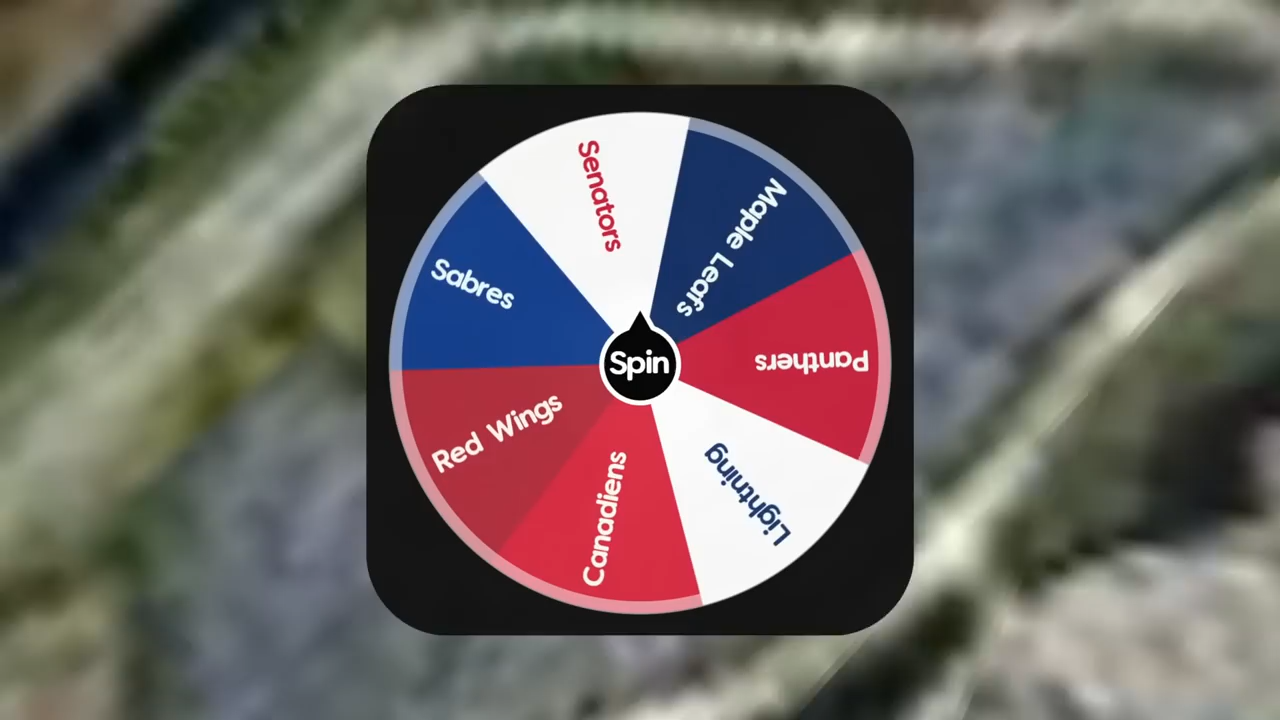 Senators
Maple Leafs
Panthers
Lightning
Canadiens
Red Wings
Sabres
Spin